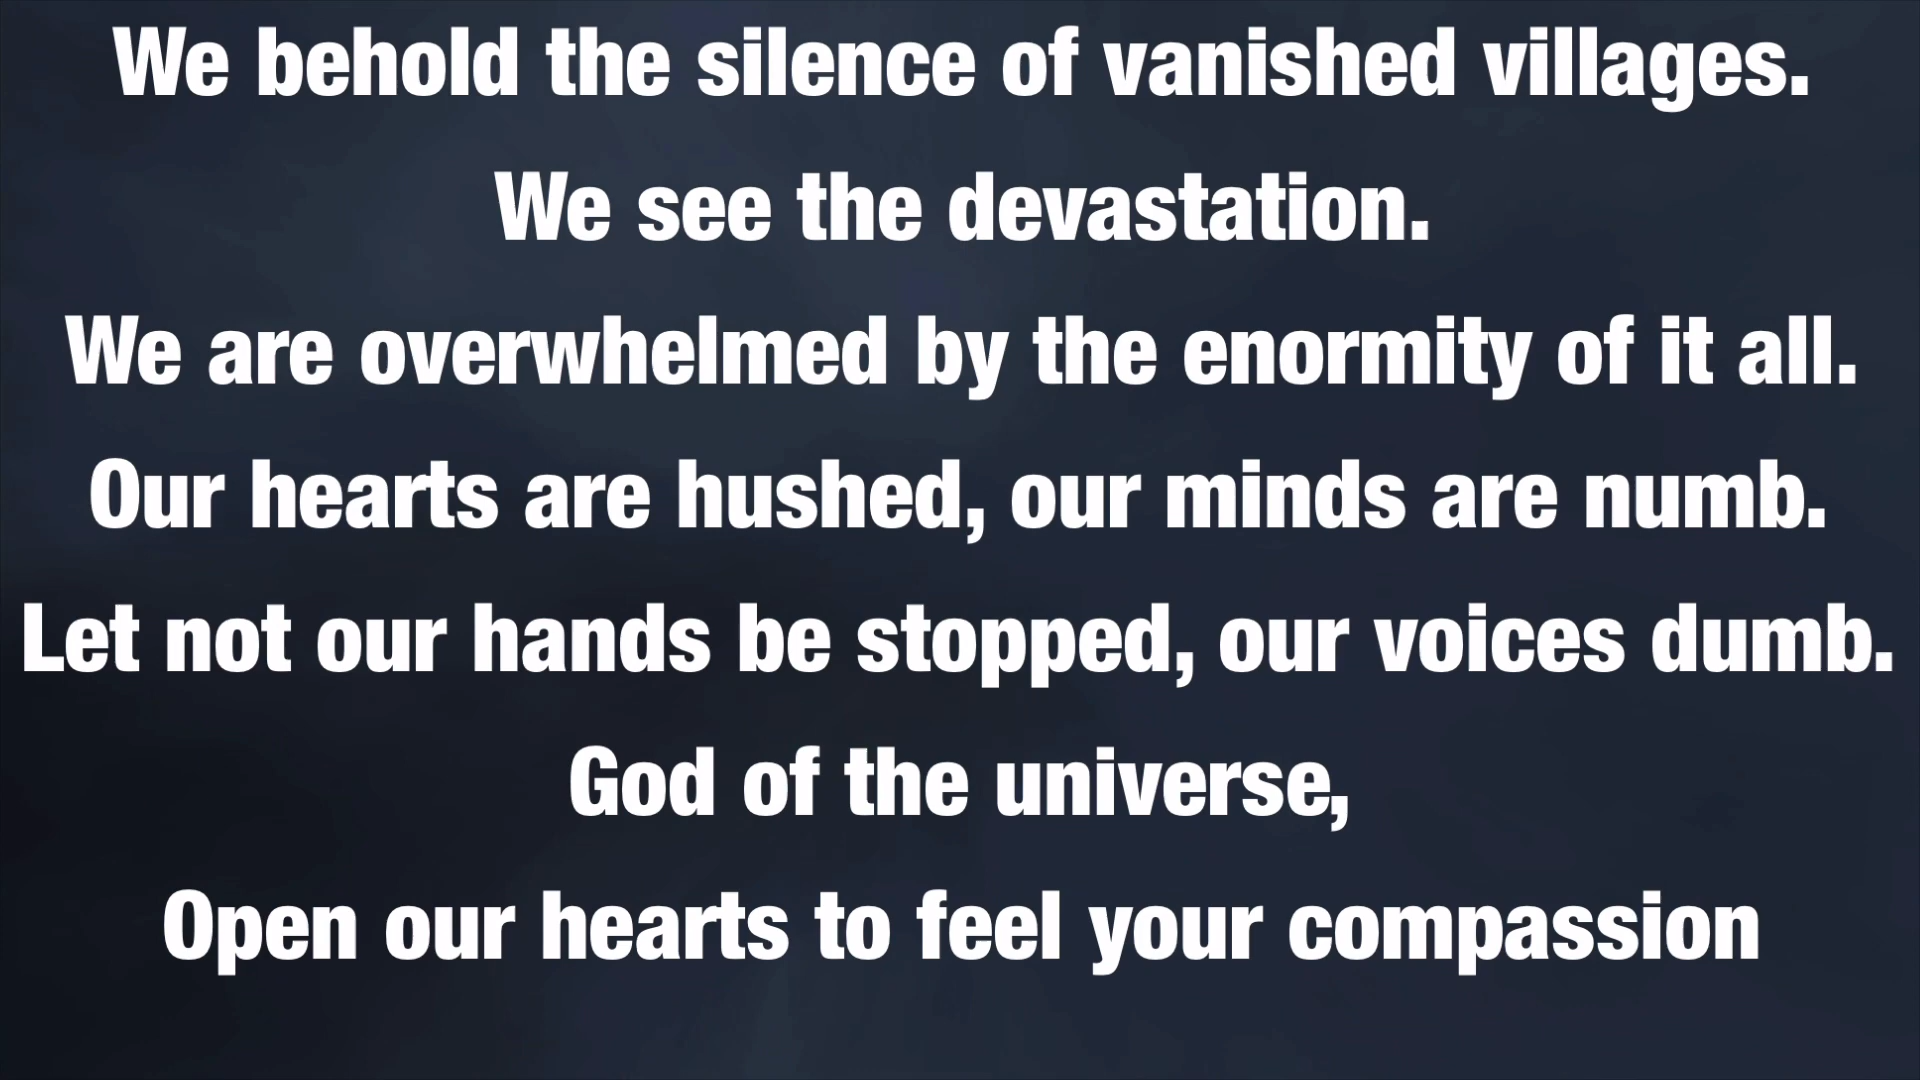 We behold the silence of vanished villages.
We see the devastation.
We are overwhelmed by the enormity of it all.
Our hearts are hushed, our minds are numb.
Let not our hands be stopped, our voices dumb.
God of the universe,
Open our hearts to feel your compassion